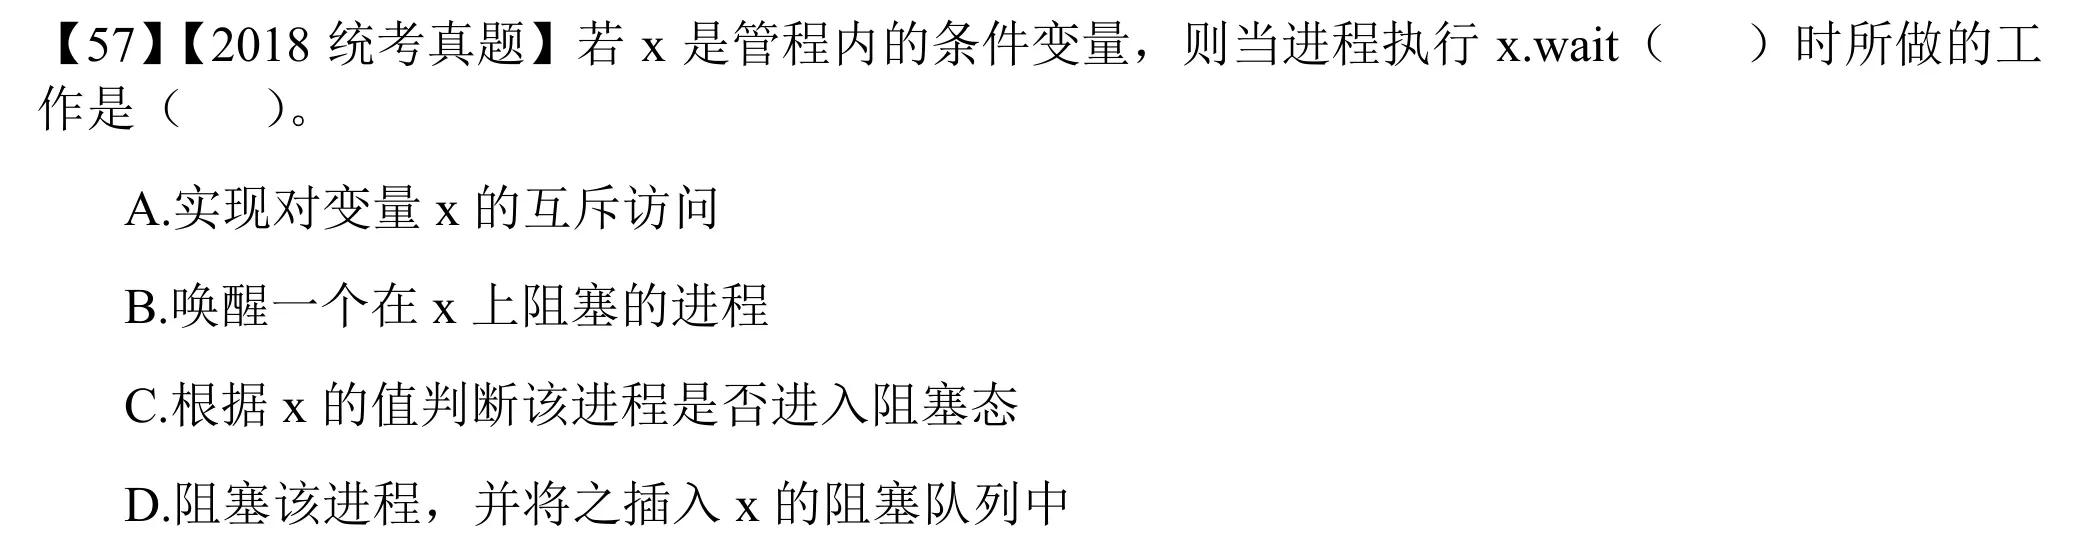 【57】【2018 统考真题】若 x 是管程内的条件变量，则当进程执行 x.wait（　　）时所做的工
作是（　　）。
A.实现对变量 x 的互斥访问
B.唤醒一个在 x 上阻塞的进程
C.根据 x 的值判断该进程是否进入阻塞态
D.阻塞该进程，并将之插入 x 的阻塞队列中